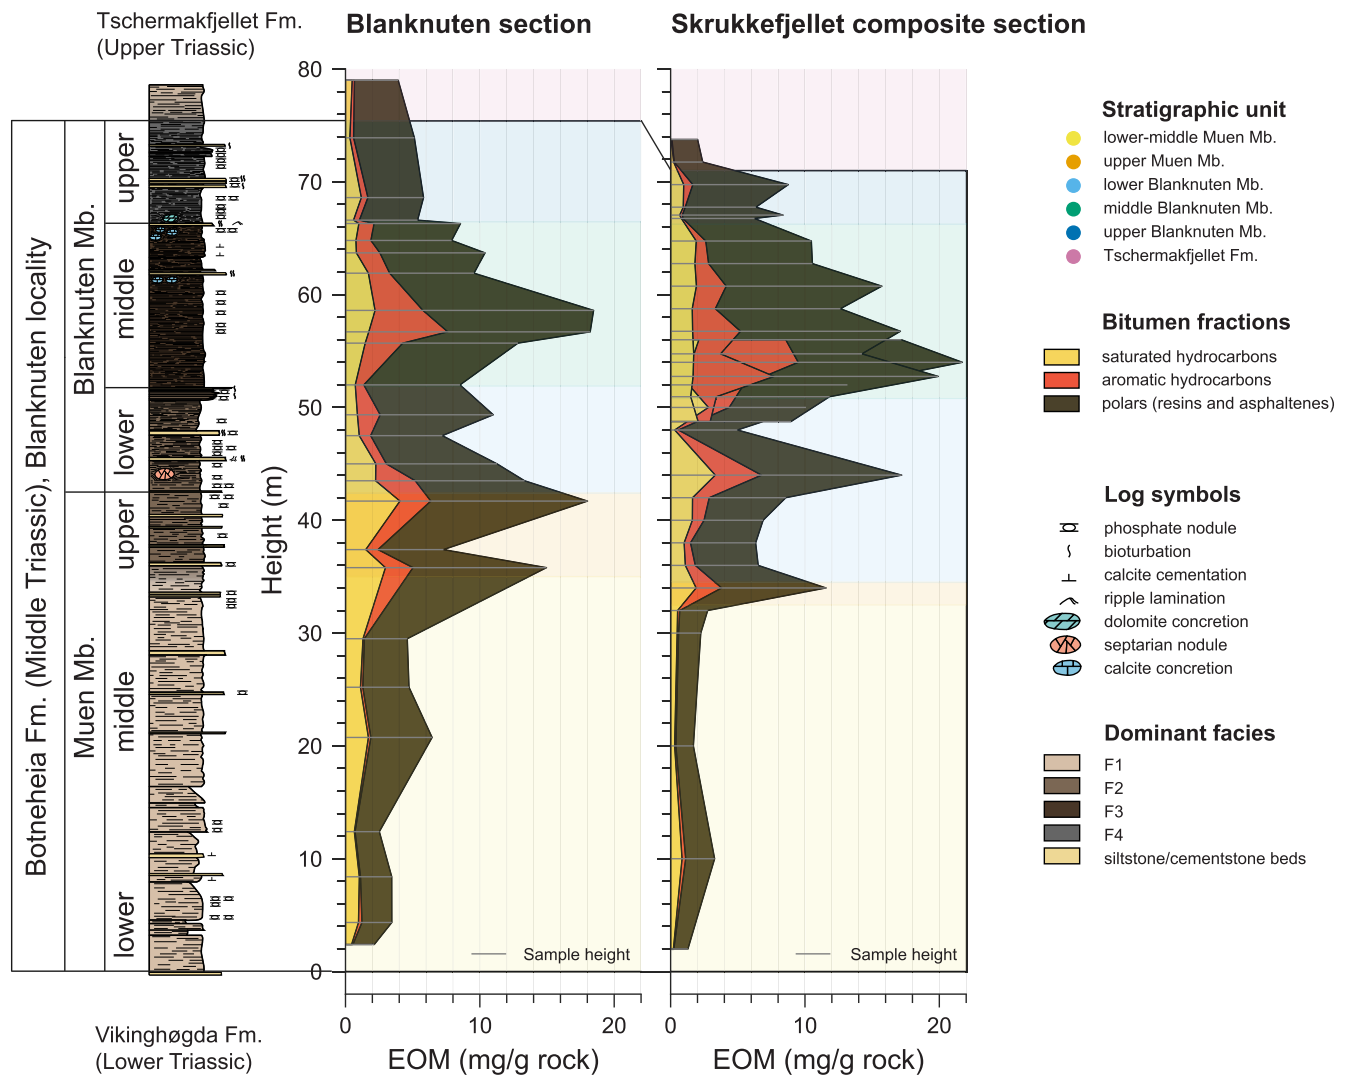 Tschermakfjellet Fm.
(Upper Triassic)
Blanknuten section
Skrukkefjellet composite section
Botneheia Fm. (Middle Triassic), Blanknuten locality
Blanknuten Mb.
Muen Mb.
upper
middle
lower
upper
middle
lower
Vikinghøgda Fm.
(Lower Triassic)
Height (m)
80
70
60
50
40
30
20
10
0
Sample height
Sample height
0
10
20
EOM (mg/g rock)
0
10
20
EOM (mg/g rock)
Stratigraphic unit
lower-middle Muen Mb.
upper Muen Mb.
lower Blanknuten Mb.
middle Blanknuten Mb.
upper Blanknuten Mb.
Tschermakfjellet Fm.
Bitumen fractions
saturated hydrocarbons
aromatic hydrocarbons
polars (resins and asphaltenes)
Log symbols
phosphate nodule
bioturbation
calcite cementation
ripple lamination
dolomite concretion
septarian nodule
calcite concretion
Dominant facies
F1
F2
F3
F4
siltstone/cementstone beds